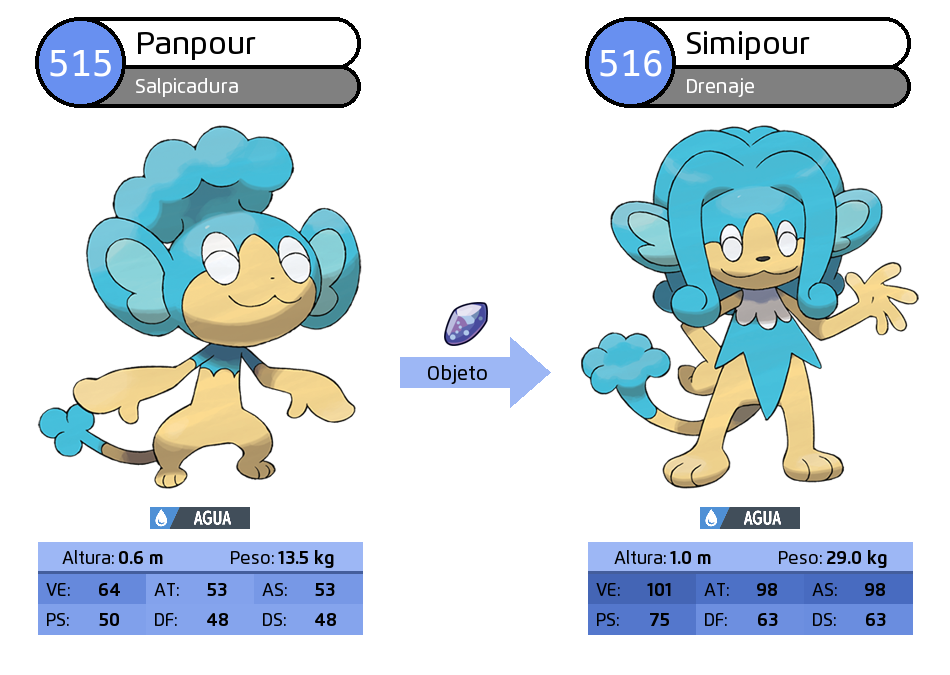 515 Panpour
Salpicadura
516 Simipour
Drenaje
Objeto
AGUA
Altura: 0.6 m Peso: 13.5 kg
VE: 64 AT: 53 AS: 53
PS: 50 DF: 48 DS: 48
AGUA
Altura: 1.0 m Peso: 29.0 kg
VE: 101 AT: 98 AS: 98
PS: 75 DF: 63 DS: 63